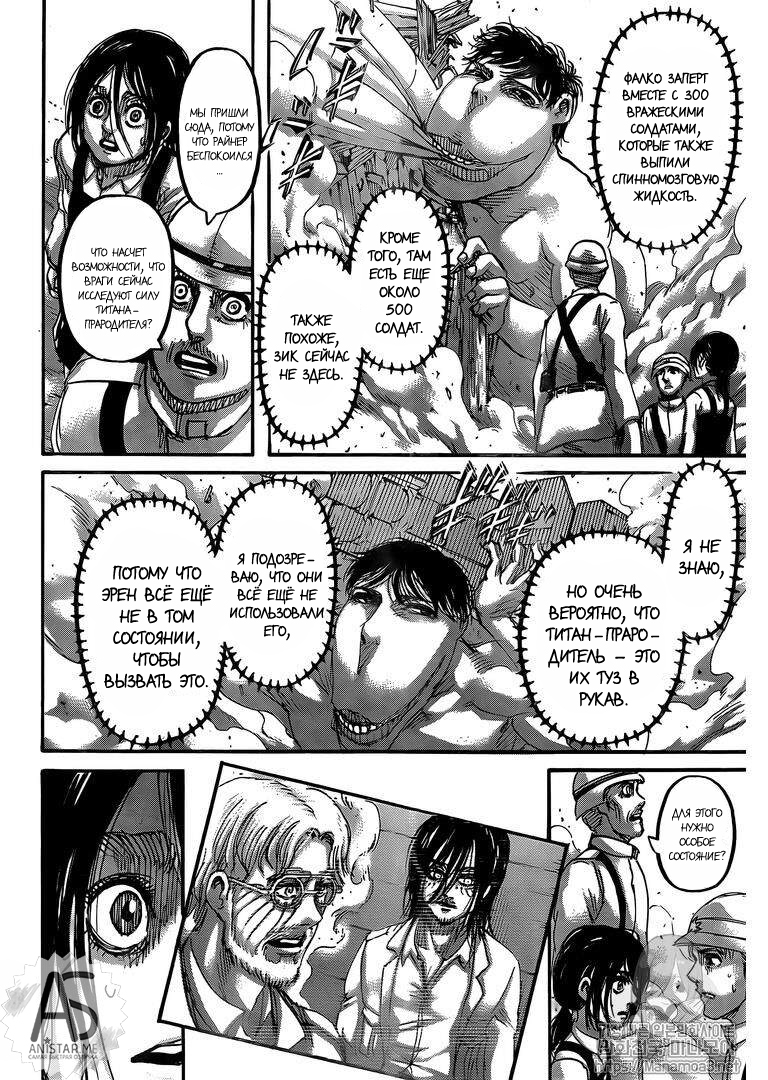 ФАЛКО ЗАПЕРТ
ВМЕСТЕ С 300
ВРАЖЕСКИМИ
СОЛДАТАМИ,
КОТОРЫЕ ТАКЖЕ
ВЫПИЛИ
СПИННОМОЗГОВУЮ
ЖИДКОСТЬ.
КРОМЕ
ТОГО, ТАМ
ЕСТЬ ЕЩЕ
ОКОЛО
500
СОЛДАТ.
ТАКЖЕ
ПОХОЖЕ,
ЗИК СЕЙЧАС
НЕ ЗДЕСЬ.
МЫ ПРИШЛИ
СЮДА, ПОТОМУ
ЧТО РАЙНЕР
БЕСПОКОИЛСЯ
...
ЧТО НАСЧЕТ
ВОЗМОЖНОСТИ, ЧТО
ВРАГИ СЕЙЧАС
ИССЛЕДУЮТ СИЛУ
ТИТАНА-
ПРАРОДИТЕЛЯ?
Я НЕ
ЗНАЮ,
НО ОЧЕНЬ
ВЕРОЯТНО, ЧТО
ТИТАН-ПРАРО-
ДИТЕЛЬ - ЭТО
ИХ ТУЗ В
РУКАВ.
Я ПОДОЗРЕ-
ВАЮ, ЧТО ОНИ
ВСЁ ЕЩЁ НЕ
ИСПОЛЬЗОВАЛИ
ЕГО,
ПОТОМУ ЧТО
ЭРЕН ВСЁ ЕЩЁ
НЕ В ТОМ
СОСТОЯНИИ,
ЧТОБЫ
ВЫЗВАТЬ ЭТО.
ДЛЯ ЭТОГО
НУЖНО
ОСОБОЕ
СОСТОЯНИЕ?
AS
ANISTAR.ME
САМАЯ БЫСТРАЯ ОЗВУЧКА